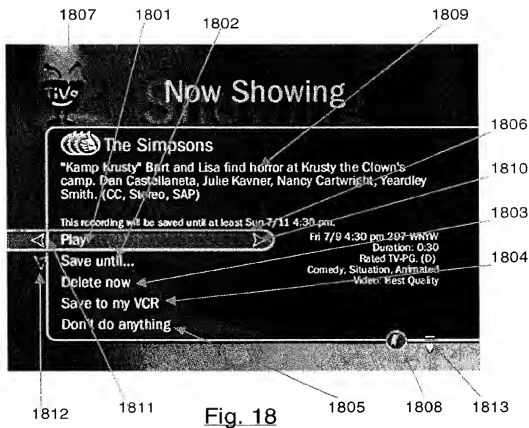 1807 1801 1802 1809
TiVo
Now Showing
1806
The Simpsons
"Kamp Krusty" Bart and Lisa find horror at Krusty the Clown's
1810
camp. Dan Castellaneta, Julie Kavner, Nancy Cartwright, Yeardley
Smith. (CC, Stereo, SAP)
1803
This recording will be saved until at least Sun 7/11 4:30 pm.
Play
Fri 7/9 4:30 pm 297 WNYW
1804
Save until...
Duration: 0:30
Rated TV-PG. (D)
Delete now
Comedy, Situation, Animated
Video: Best Quality
Save to my VCR
Don't do anything
1812 1811 1805 1808 1813
Fig. 18